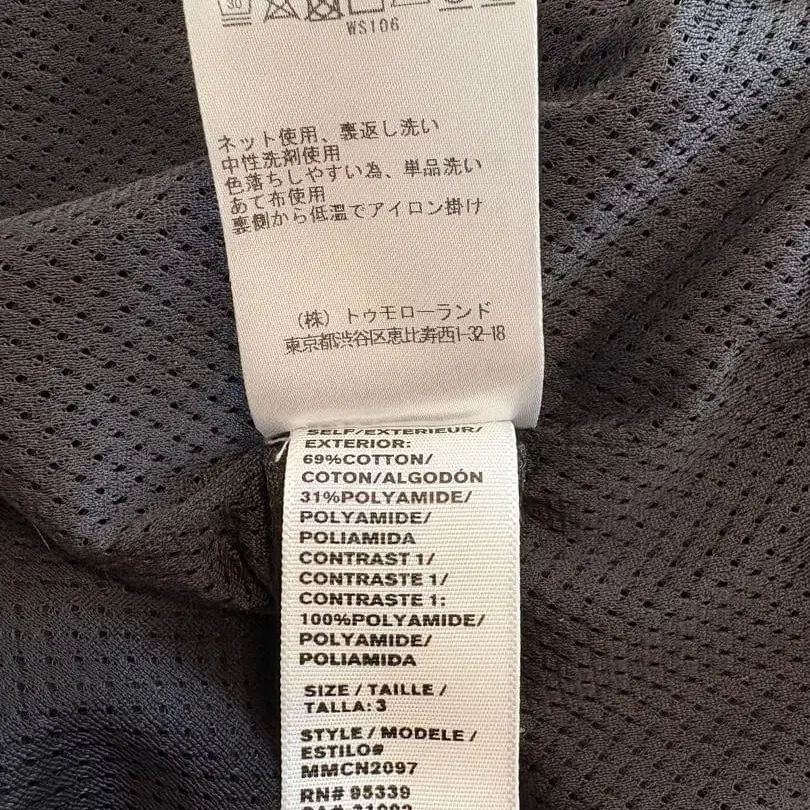 30
WS106
ネット使用、裏返し洗い
中性洗剤使用
色落ちしやすい為、単品洗い
あて布使用
裏側から低温でアイロン掛け
(株) トゥモローランド
東京都渋谷区恵比寿西1-32-18
SELF/EXTERIEUR/
EXTERIOR:
69%COTTON/
COTON/ALGODÓN
31%POLYAMIDE/
POLYAMIDE/
POLIAMIDA
CONTRAST 1/
CONTRASTE 1/
CONTRASTE 1:
100%POLYAMIDE/
POLYAMIDE/
POLIAMIDA
SIZE / TAILLE /
TALLA: 3
STYLE / MODELE /
ESTILO#
MMCN2097
RN# 85339